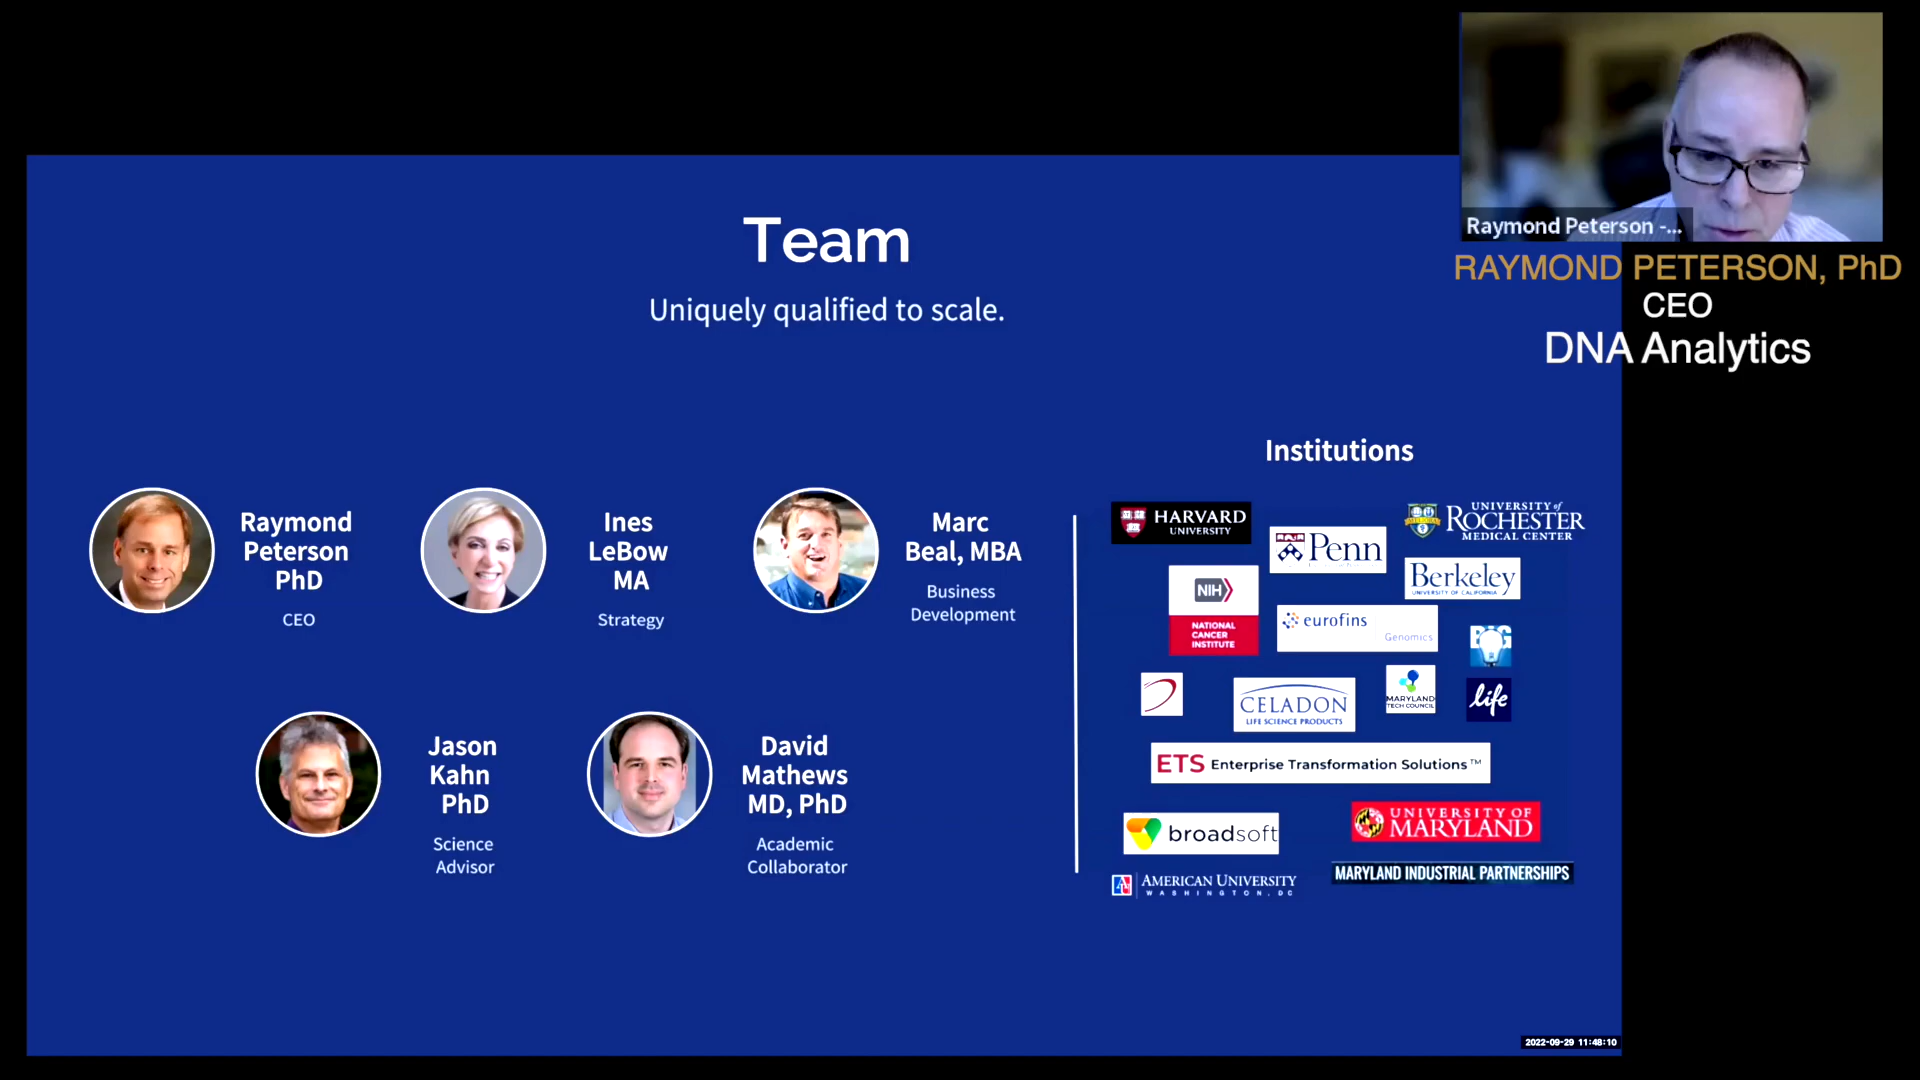 Raymond Peterson -...
RAYMOND PETERSON, PhD
CEO
DNA Analytics
Team
Uniquely qualified to scale.
Raymond
Peterson
PhD
CEO
Ines
LeBow
MA
Strategy
Marc
Beal, MBA
Business
Development
Jason
Kahn
PhD
Science
Advisor
David
Mathews
MD, PhD
Academic
Collaborator
Institutions
HARVARD
UNIVERSITY
Penn
UNIVERSITY of
ROCHESTER
MEDICAL CENTER
NIH
NATIONAL
CANCER
INSTITUTE
Berkeley
UNIVERSITY OF CALIFORNIA
eurofins
Genomics
CELADON
LIFE SCIENCE PRODUCTS
MARYLAND
TECH COUNCIL
life
ETS Enterprise Transformation Solutions™
broadsoft
UNIVERSITY OF
MARYLAND
AMERICAN UNIVERSITY
WASHINGTON, DC
MARYLAND INDUSTRIAL PARTNERSHIPS
2022-09-29 11:48:10